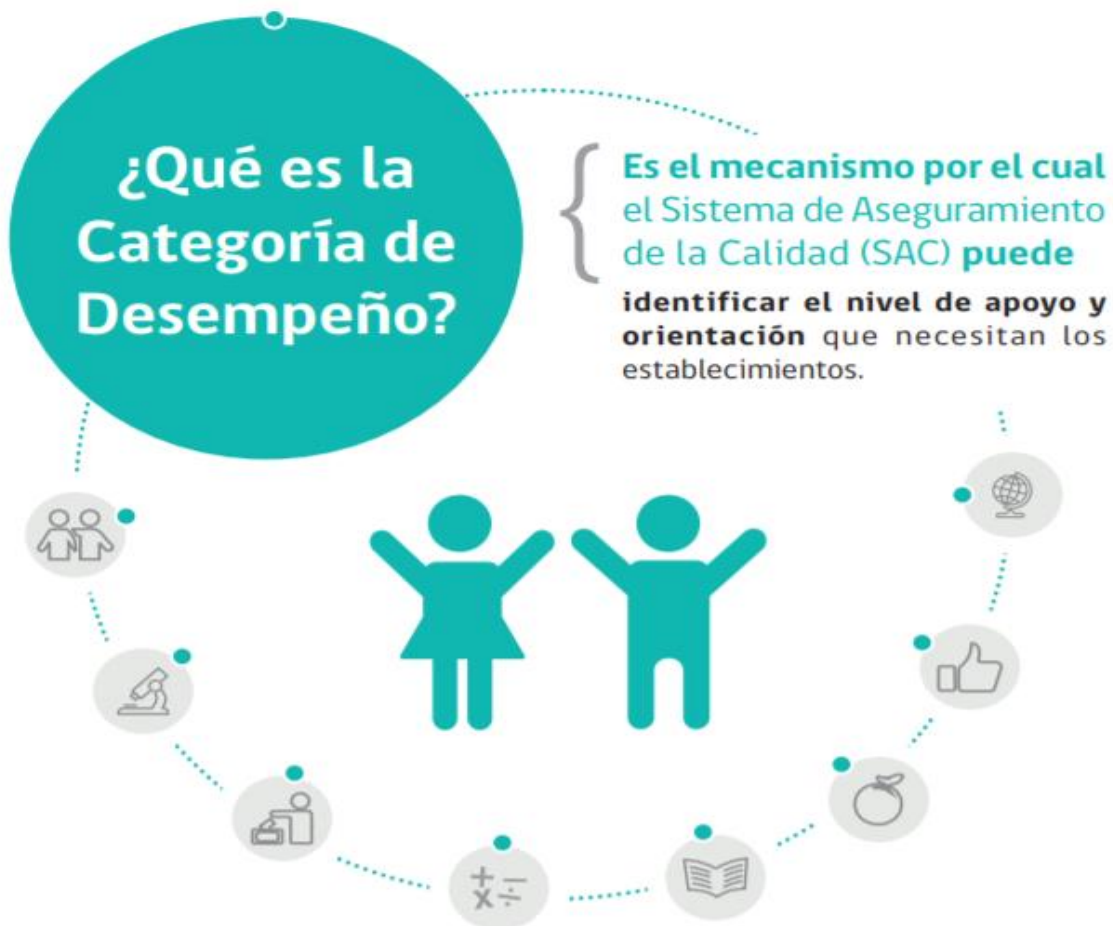 ¿Qué es la
Categoría de
Desempeño?
Es el mecanismo por el cual
el Sistema de Aseguramiento
de la Calidad (SAC) puede
identificar el nivel de apoyo y
orientación que necesitan los
establecimientos.